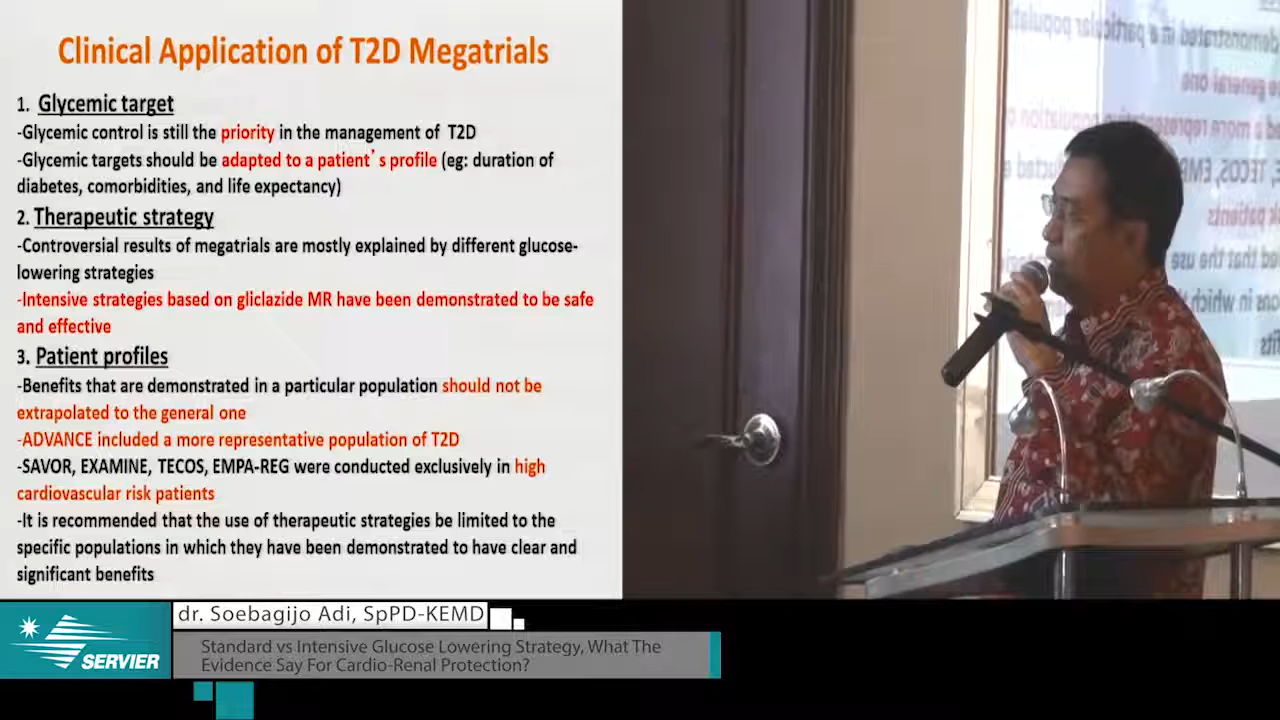 Clinical Application of T2D Megatrials
1. Glycemic target
-Glycemic control is still the priority in the management of T2D
-Glycemic targets should be adapted to a patient's profile (eg: duration of
diabetes, comorbidities, and life expectancy)
2. Therapeutic strategy
-Controversial results of megatrials are mostly explained by different glucose-
lowering strategies
-Intensive strategies based on gliclazide MR have been demonstrated to be safe
and effective
3. Patient profiles
-Benefits that are demonstrated in a particular population should not be
extrapolated to the general one
-ADVANCE included a more representative population of T2D
-SAVOR, EXAMINE, TECOS, EMPA-REG were conducted exclusively in high
cardiovascular risk patients
-It is recommended that the use of therapeutic strategies be limited to the
specific populations in which they have been demonstrated to have clear and
significant benefits
SERVIER
dr. Soebagijo Adi, SpPD-KEMD
Standard vs Intensive Glucose Lowering Strategy, What The
Evidence Say For Cardio-Renal Protection?